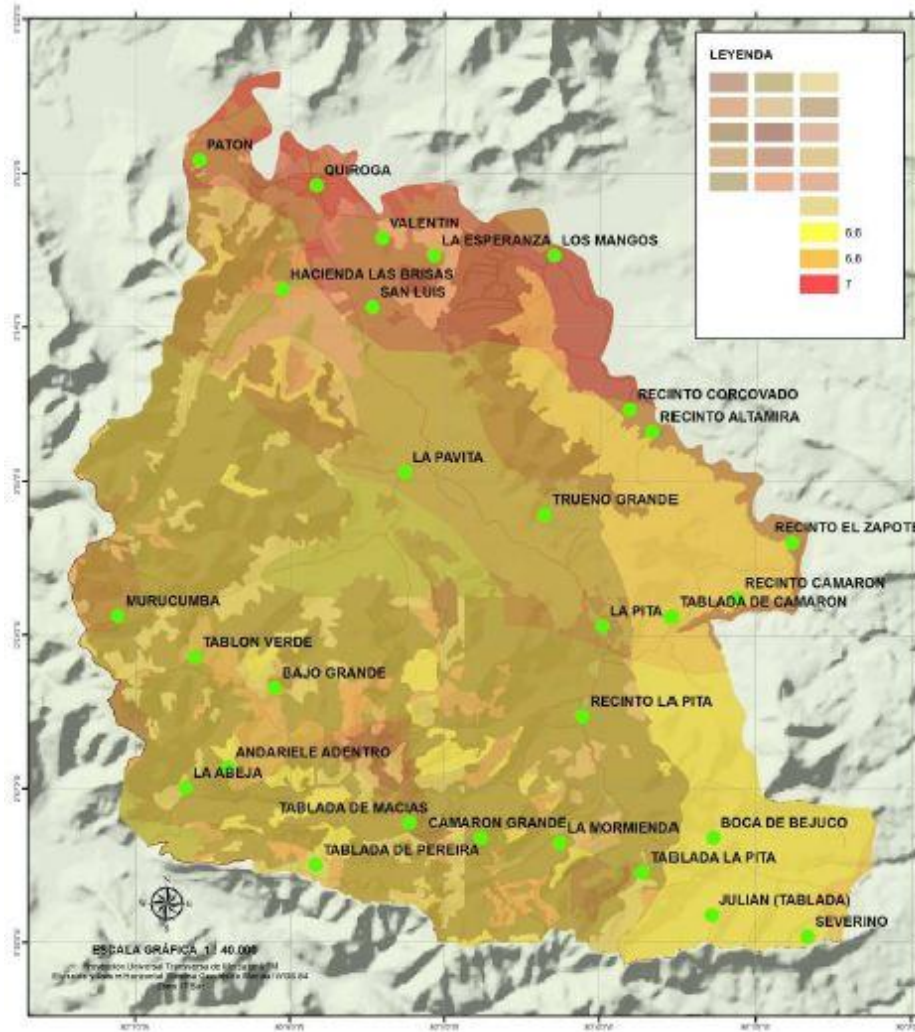 LEYENDA
6.6
6.8
7
PATON
QUIROGA
VALENTIN
LA ESPERANZA
LOS MANGOS
HACIENDA LAS BRISAS
SAN LUIS
RECINTO CORCOVADO
RECINTO ALTAMIRA
LA PAVITA
TRUENO GRANDE
RECINTO EL ZAPOTE
RECINTO CAMARON
MURUCUMBA
LA PITA
TABLADA DE CAMARON
TABLON VERDE
BAJO GRANDE
RECINTO LA PITA
ANDARIELE ADENTRO
LA ABEJA
TABLADA DE MACIAS
CAMARON GRANDE
LA MORMIENDA
BOCA DE BEJUCO
TABLADA DE PEREIRA
TABLADA LA PITA
JULIAN (TABLADA)
SEVERINO
ESCALA GRÁFICA 1: 40.000